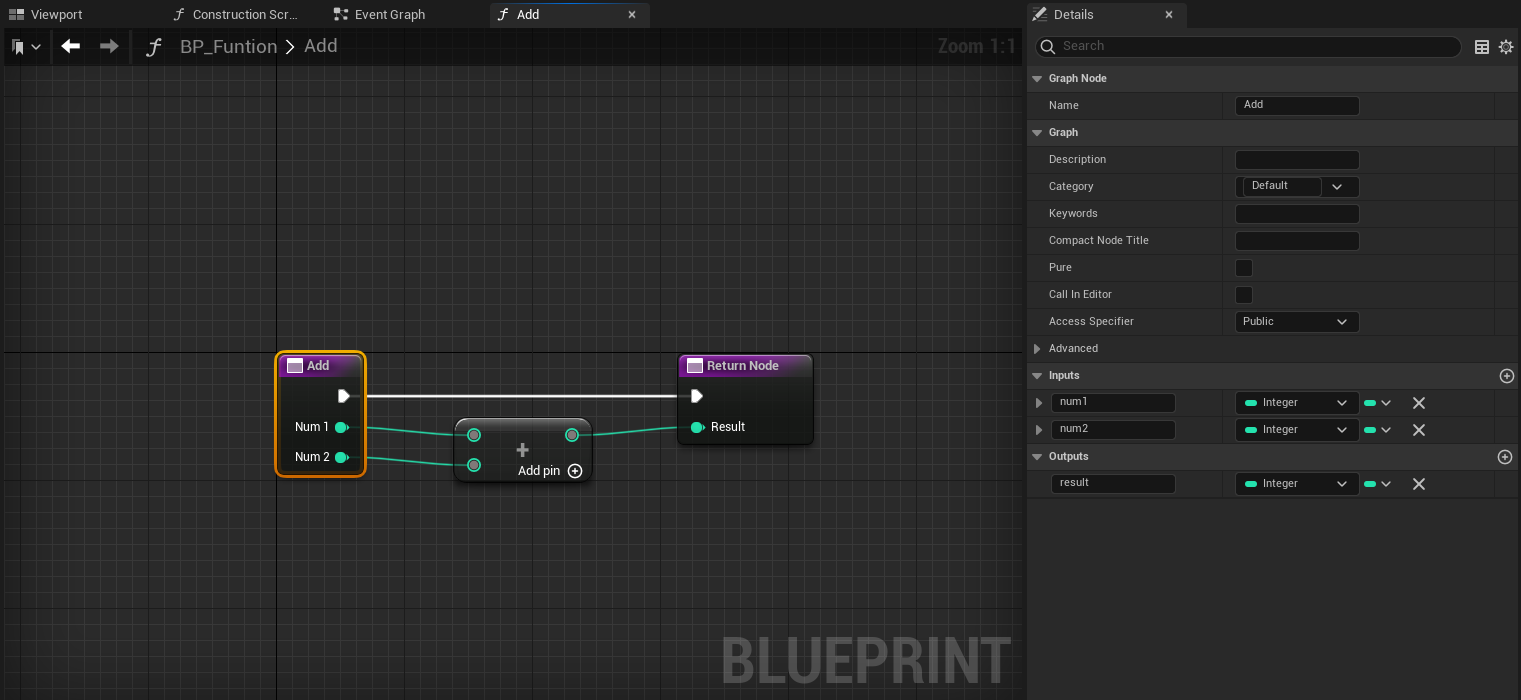 Viewport
Construction Scr...
Event Graph
Add
BP_Funtion > Add
Zoom 1:1
Add
Num 1
Num 2
Add pin
Return Node
Result
BLUEPRINT
Details
Search
Graph Node
Name Add
Graph
Description
Category Default
Keywords
Compact Node Title
Pure
Call In Editor
Access Specifier Public
Advanced
Inputs
num1 Integer
num2 Integer
Outputs
result Integer